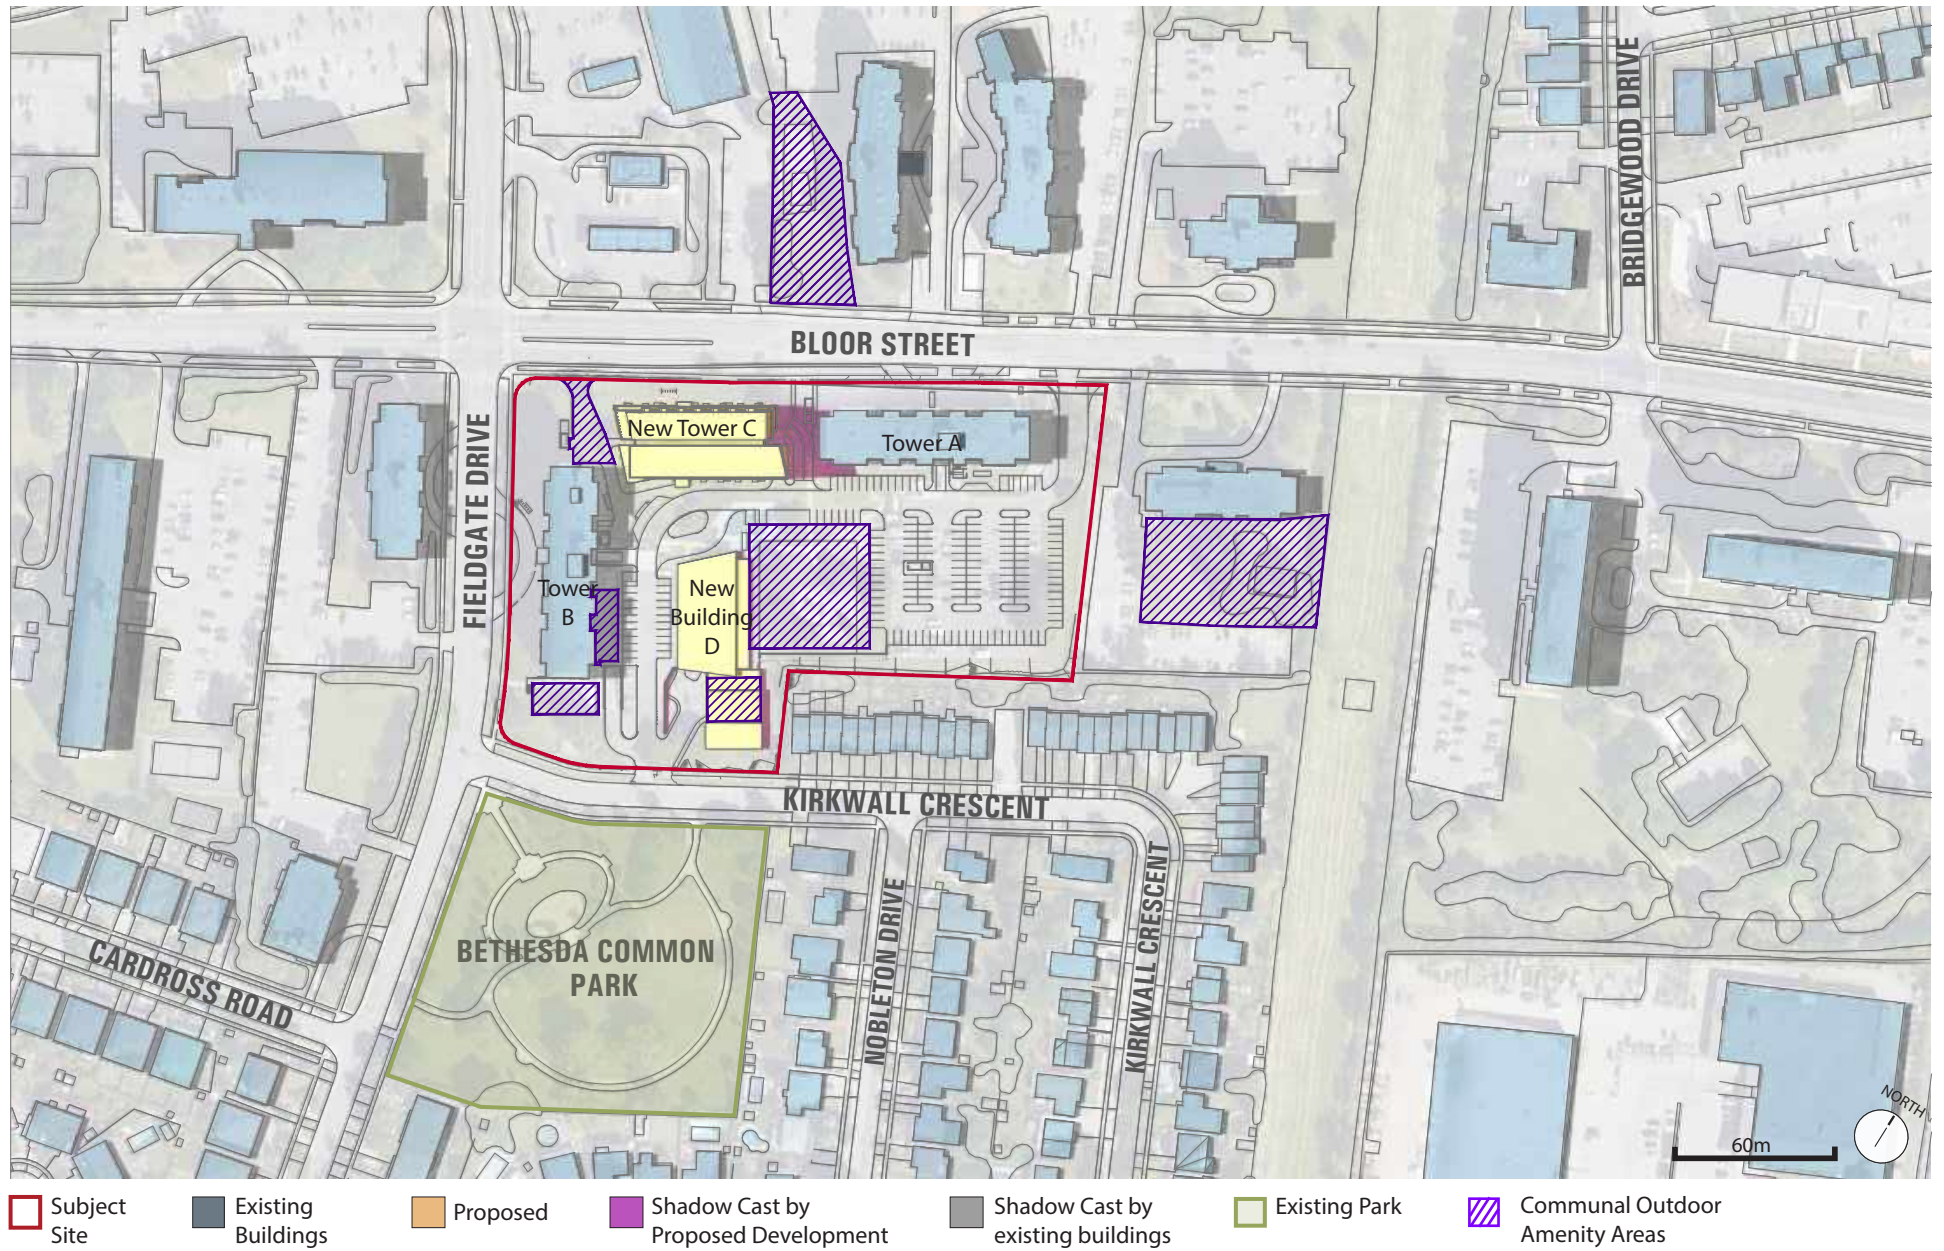 BRIDGEWOOD DRIVE
BLOOR STREET
FIELDGATE DRIVE
New Tower C
Tower A
Tower
B
New
Building
D
KIRKWALL CRESCENT
KIRKWALL CRESCENT
NOBLETON DRIVE
BETHESDA COMMON
PARK
CARDROSS ROAD
NORTH
60m
Subject
Site
Existing
Buildings
Proposed
Shadow Cast by
Proposed Development
Shadow Cast by
existing buildings
Existing Park
Communal Outdoor
Amenity Areas